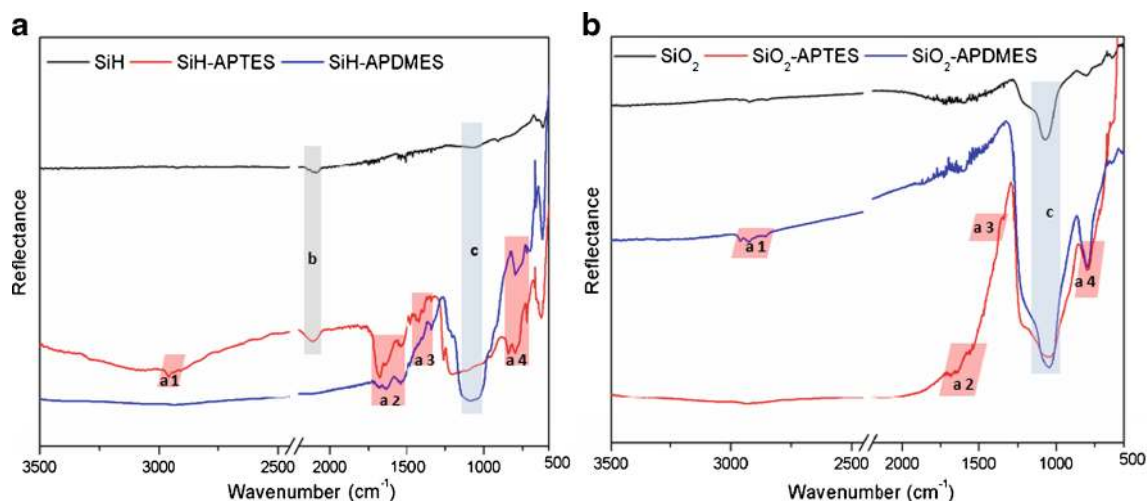 a
SiH SiH-APTES SiH-APDMES
b
c
a 1
a 2
a 3
a 4
Reflectance
3500 3000 2500 2000 1500 1000 500
Wavenumber (cm⁻¹)
b
SiO₂ SiO₂-APTES SiO₂-APDMES
a 1
a 3
c
a 4
a 2
Reflectance
3500 3000 2500 2000 1500 1000 500
Wavenumber (cm⁻¹)